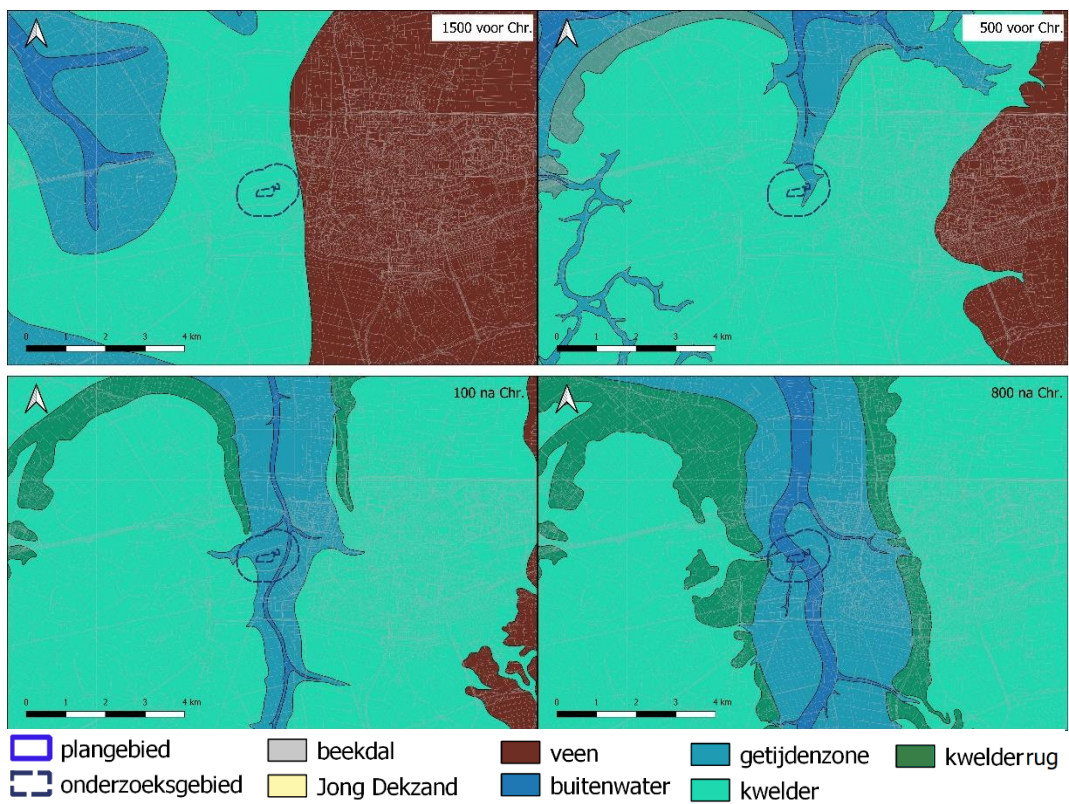 1500 voor Chr.
500 voor Chr.
0 1 2 3 4 km
0 1 2 3 4 km
100 na Chr.
800 na Chr.
0 1 2 3 4 km
0 1 2 3 4 km
plangebied
beekdal
veen
getijdenzone
kwelderrug
onderzoeksgebied
Jong Dekzand
buitenwater
kwelder